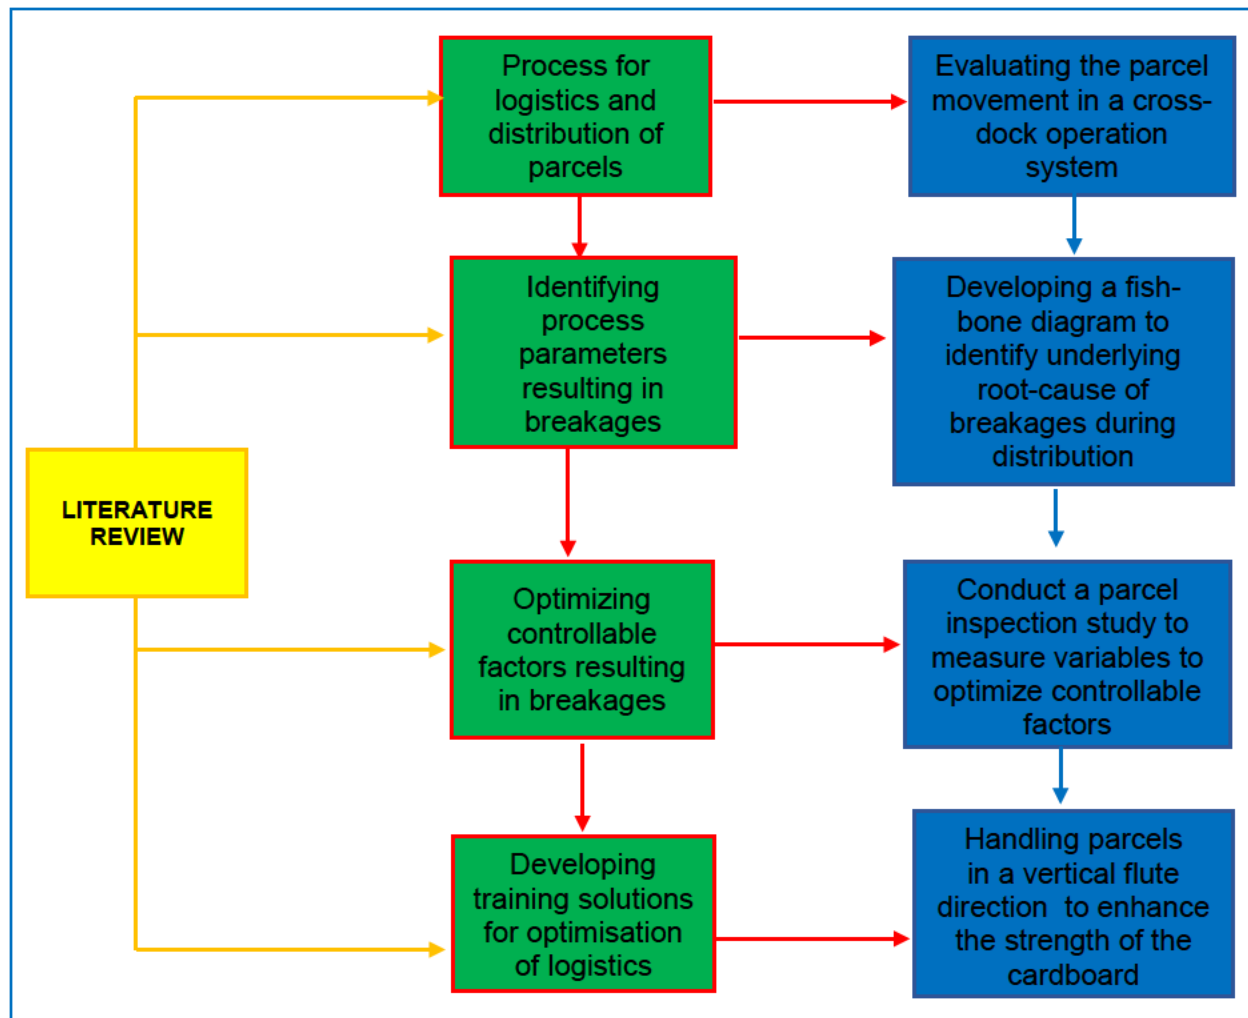 Process for
logistics and
distribution of
parcels
Evaluating the parcel
movement in a cross-
dock operation
system
Identifying
process
parameters
resulting in
breakages
Developing a fish-
bone diagram to
identify underlying
root-cause of
breakages during
distribution
LITERATURE
REVIEW
Optimizing
controllable
factors resulting
in breakages
Conduct a parcel
inspection study to
measure variables to
optimize controllable
factors
Developing
training solutions
for optimisation
of logistics
Handling parcels
in a vertical flute
direction to enhance
the strength of the
cardboard